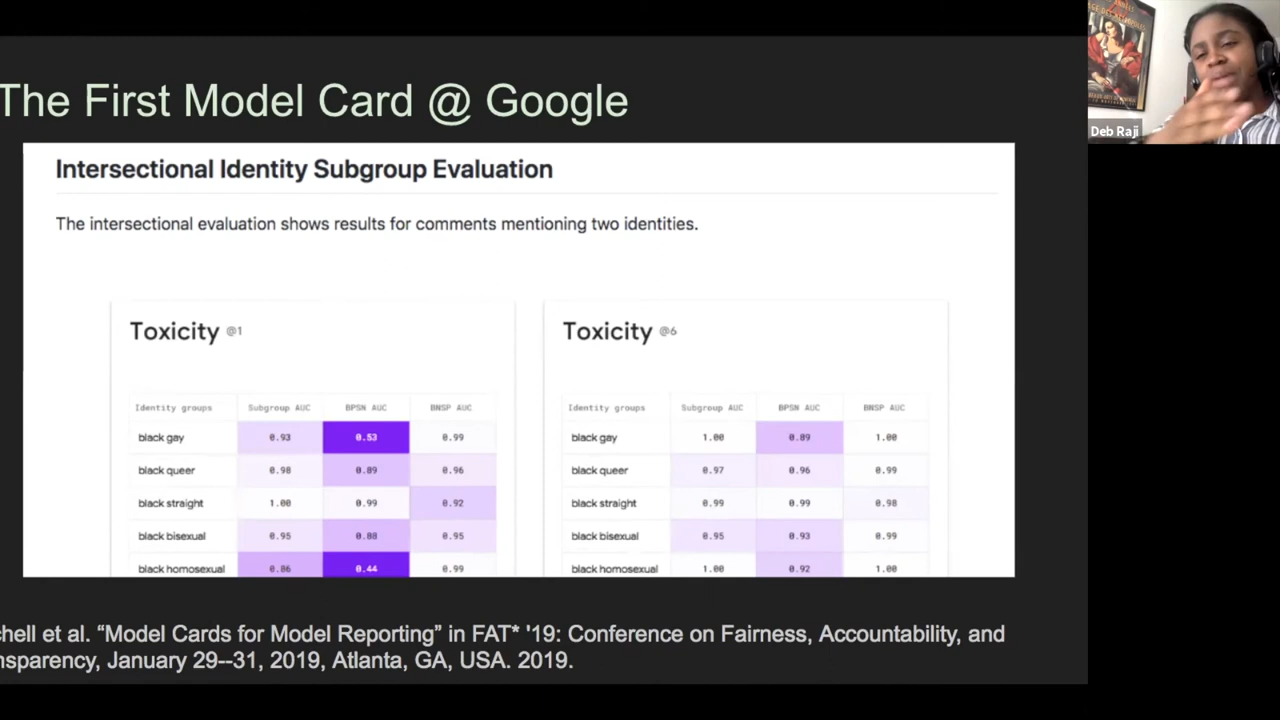 The First Model Card @ Google
Deb Raji
Intersectional Identity Subgroup Evaluation
The intersectional evaluation shows results for comments mentioning two identities.
Toxicity @1
Identity groups Subgroup AUC BPSN AUC BNSP AUC
black gay 0.93 0.53 0.99
black queer 0.98 0.89 0.96
black straight 1.00 0.99 0.92
black bisexual 0.95 0.88 0.95
black homosexual 0.86 0.44 0.99
Toxicity @6
Identity groups Subgroup AUC BPSN AUC BNSP AUC
black gay 1.00 0.89 1.00
black queer 0.97 0.96 0.99
black straight 0.99 0.99 0.98
black bisexual 0.95 0.93 0.99
black homosexual 1.00 0.92 1.00
chell et al. “Model Cards for Model Reporting” in FAT* '19: Conference on Fairness, Accountability, and
nsparency, January 29--31, 2019, Atlanta, GA, USA. 2019.